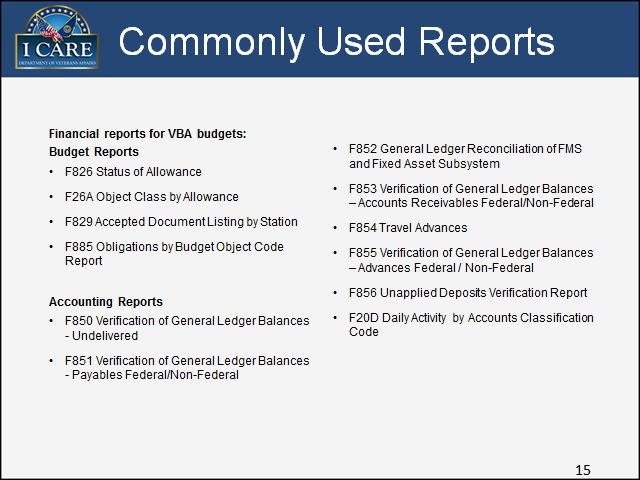 I CARE
DEPARTMENT OF VETERANS AFFAIRS
Commonly Used Reports
Financial reports for VBA budgets:
Budget Reports
• F826 Status of Allowance
• F26A Object Class by Allowance
• F829 Accepted Document Listing by Station
• F885 Obligations by Budget Object Code
Report
Accounting Reports
• F850 Verification of General Ledger Balances
- Undelivered
• F851 Verification of General Ledger Balances
- Payables Federal/Non-Federal
• F852 General Ledger Reconciliation of FMS
and Fixed Asset Subsystem
• F853 Verification of General Ledger Balances
– Accounts Receivables Federal/Non-Federal
• F854 Travel Advances
• F855 Verification of General Ledger Balances
– Advances Federal / Non-Federal
• F856 Unapplied Deposits Verification Report
• F20D Daily Activity by Accounts Classification
Code
15